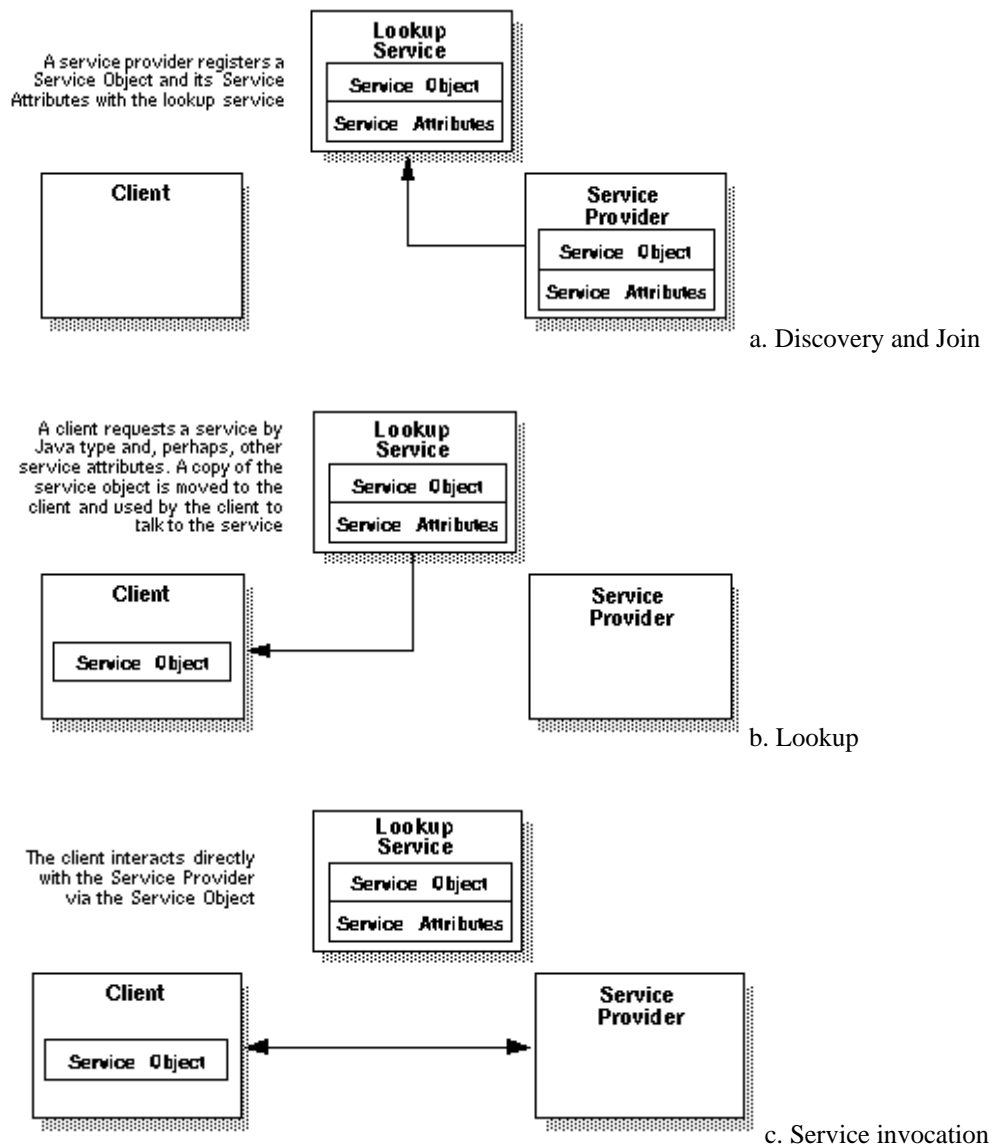 Lookup
Service
Service Object
Service Attributes
A service provider registers a
Service Object and its Service
Attributes with the lookup service
Client
Service
Provider
Service Object
Service Attributes
a. Discovery and Join
A client requests a service by
Java type and, perhaps, other
service attributes. A copy of the
service object is moved to the
client and used by the client to
talk to the service
Lookup
Service
Service Object
Service Attributes
Client
Service Object
Service
Provider
b. Lookup
The client interacts directly
with the Service Provider
via the Service Object
Lookup
Service
Service Object
Service Attributes
Client
Service Object
Service
Provider
c. Service invocation